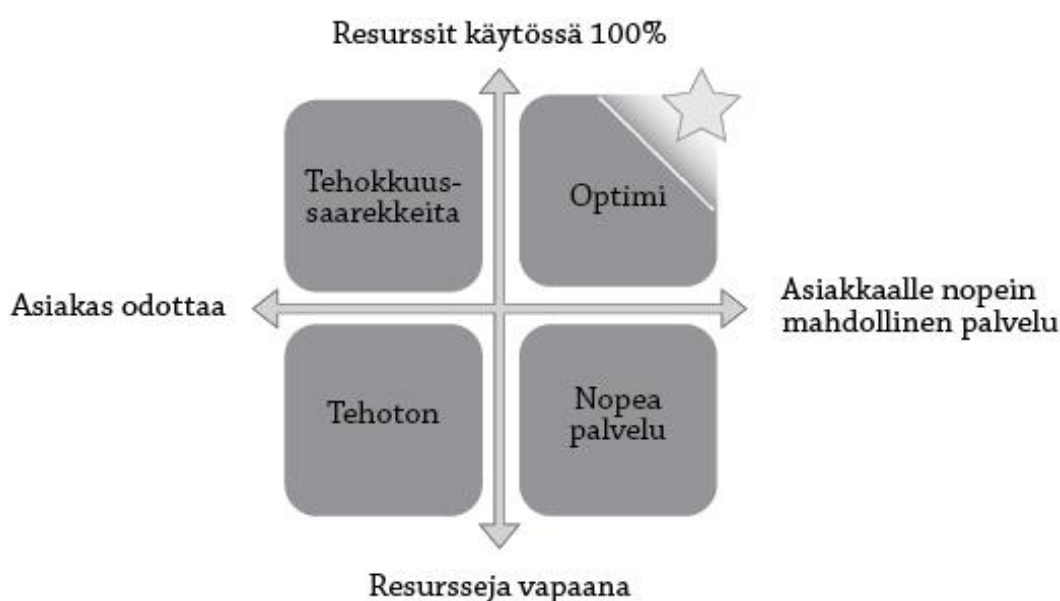 Resurssit käytössä 100%
Tehokkuus-
saarekkeita
Optimi
Asiakas odottaa
Asiakkaalle nopein
mahdollinen palvelu
Tehoton
Nopea
palvelu
Resursseja vapaana